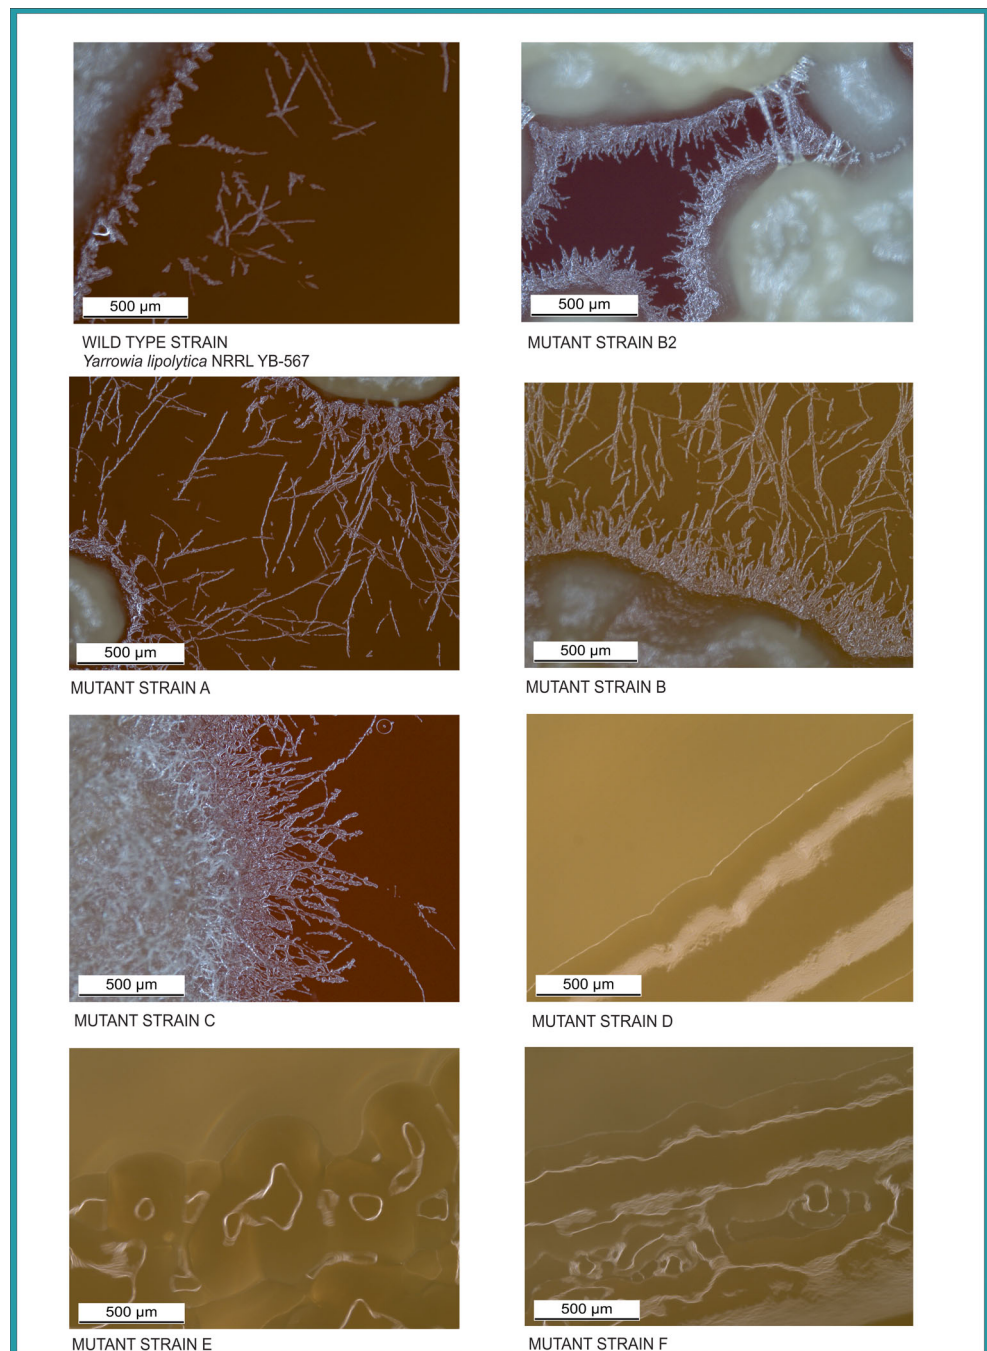 500 µm
500 µm
WILD TYPE STRAIN
Yarrowia lipolytica NRRL YB-567
MUTANT STRAIN B2
500 µm
500 µm
MUTANT STRAIN A
MUTANT STRAIN B
500 µm
500 µm
MUTANT STRAIN C
MUTANT STRAIN D
500 µm
500 µm
MUTANT STRAIN E
MUTANT STRAIN F